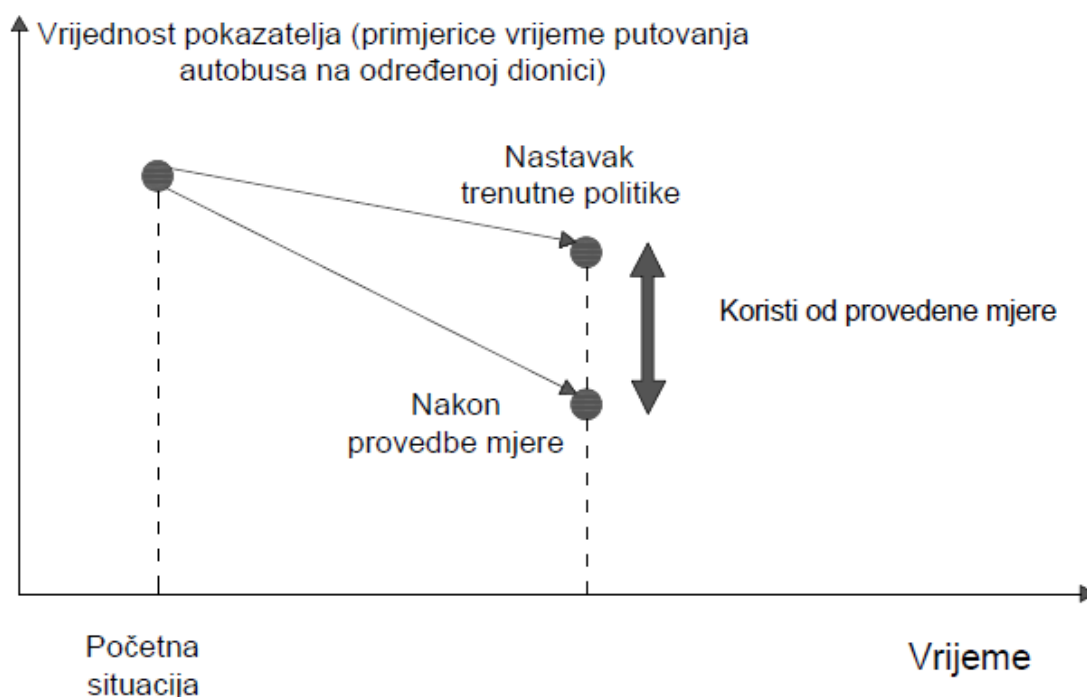 Vrijednost pokazatelja (primjerice vrijeme putovanja
autobusa na određenoj dionici)
Nastavak
trenutne politike
Koristi od provedene mjere
Nakon
provedbe mjere
Početna
situacija
Vrijeme